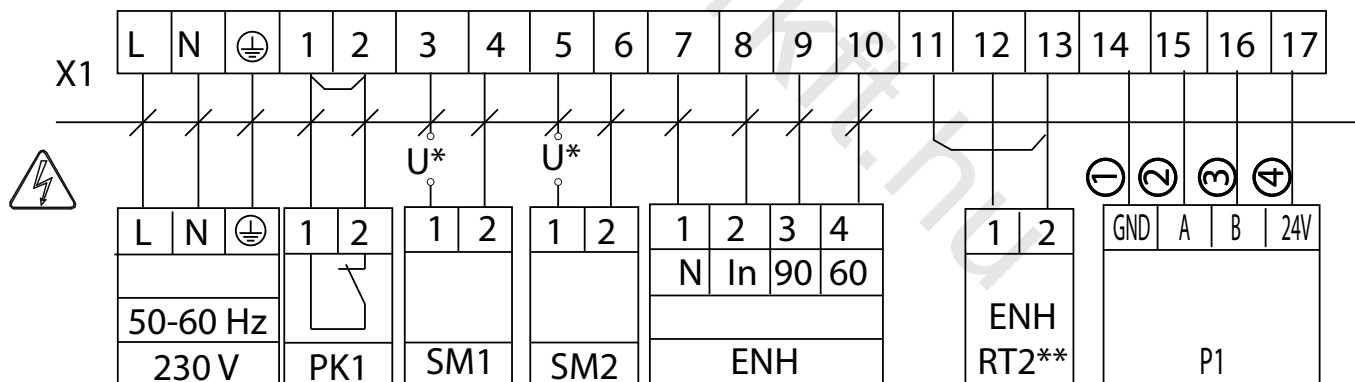 L N 1 2 3 4 5 6 7 8 9 10 11 12 13 14 15 16 17
X1
U* U*
1 2 3 4
L N 1 2 1 2 1 2 1 2 3 4 1 2 GND A B 24V
N In 90 60
50-60 Hz ENH
230 V PK1 SM1 SM2 ENH RT2** P1
kft.hu